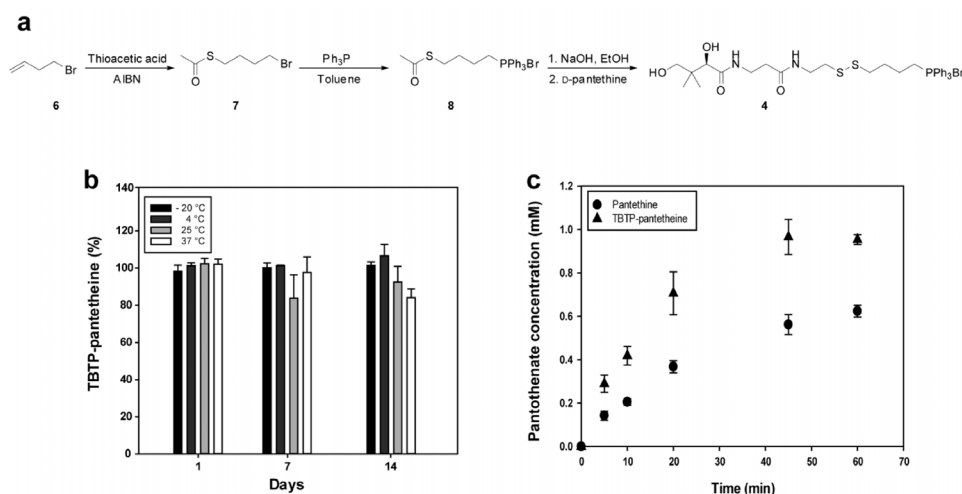 a
Thioacetic acid
AIBN
Ph3P
Toluene
1. NaOH, EtOH
2. D-pantethine
Br
S
O
Br
S
O
PPh3Br
HO
OH
O
H
N
O
H
N
S
S
PPh3Br
6
7
8
4
b
TBTP-pantetheine (%)
140
120
100
80
60
40
20
0
- 20 °C
4 °C
25 °C
37 °C
1
7
14
Days
c
Pantothenate concentration (mM)
1.2
1.0
0.8
0.6
0.4
0.2
0.0
Pantethine
TBTP-pantetheine
0
10
20
30
40
50
60
70
Time (min)